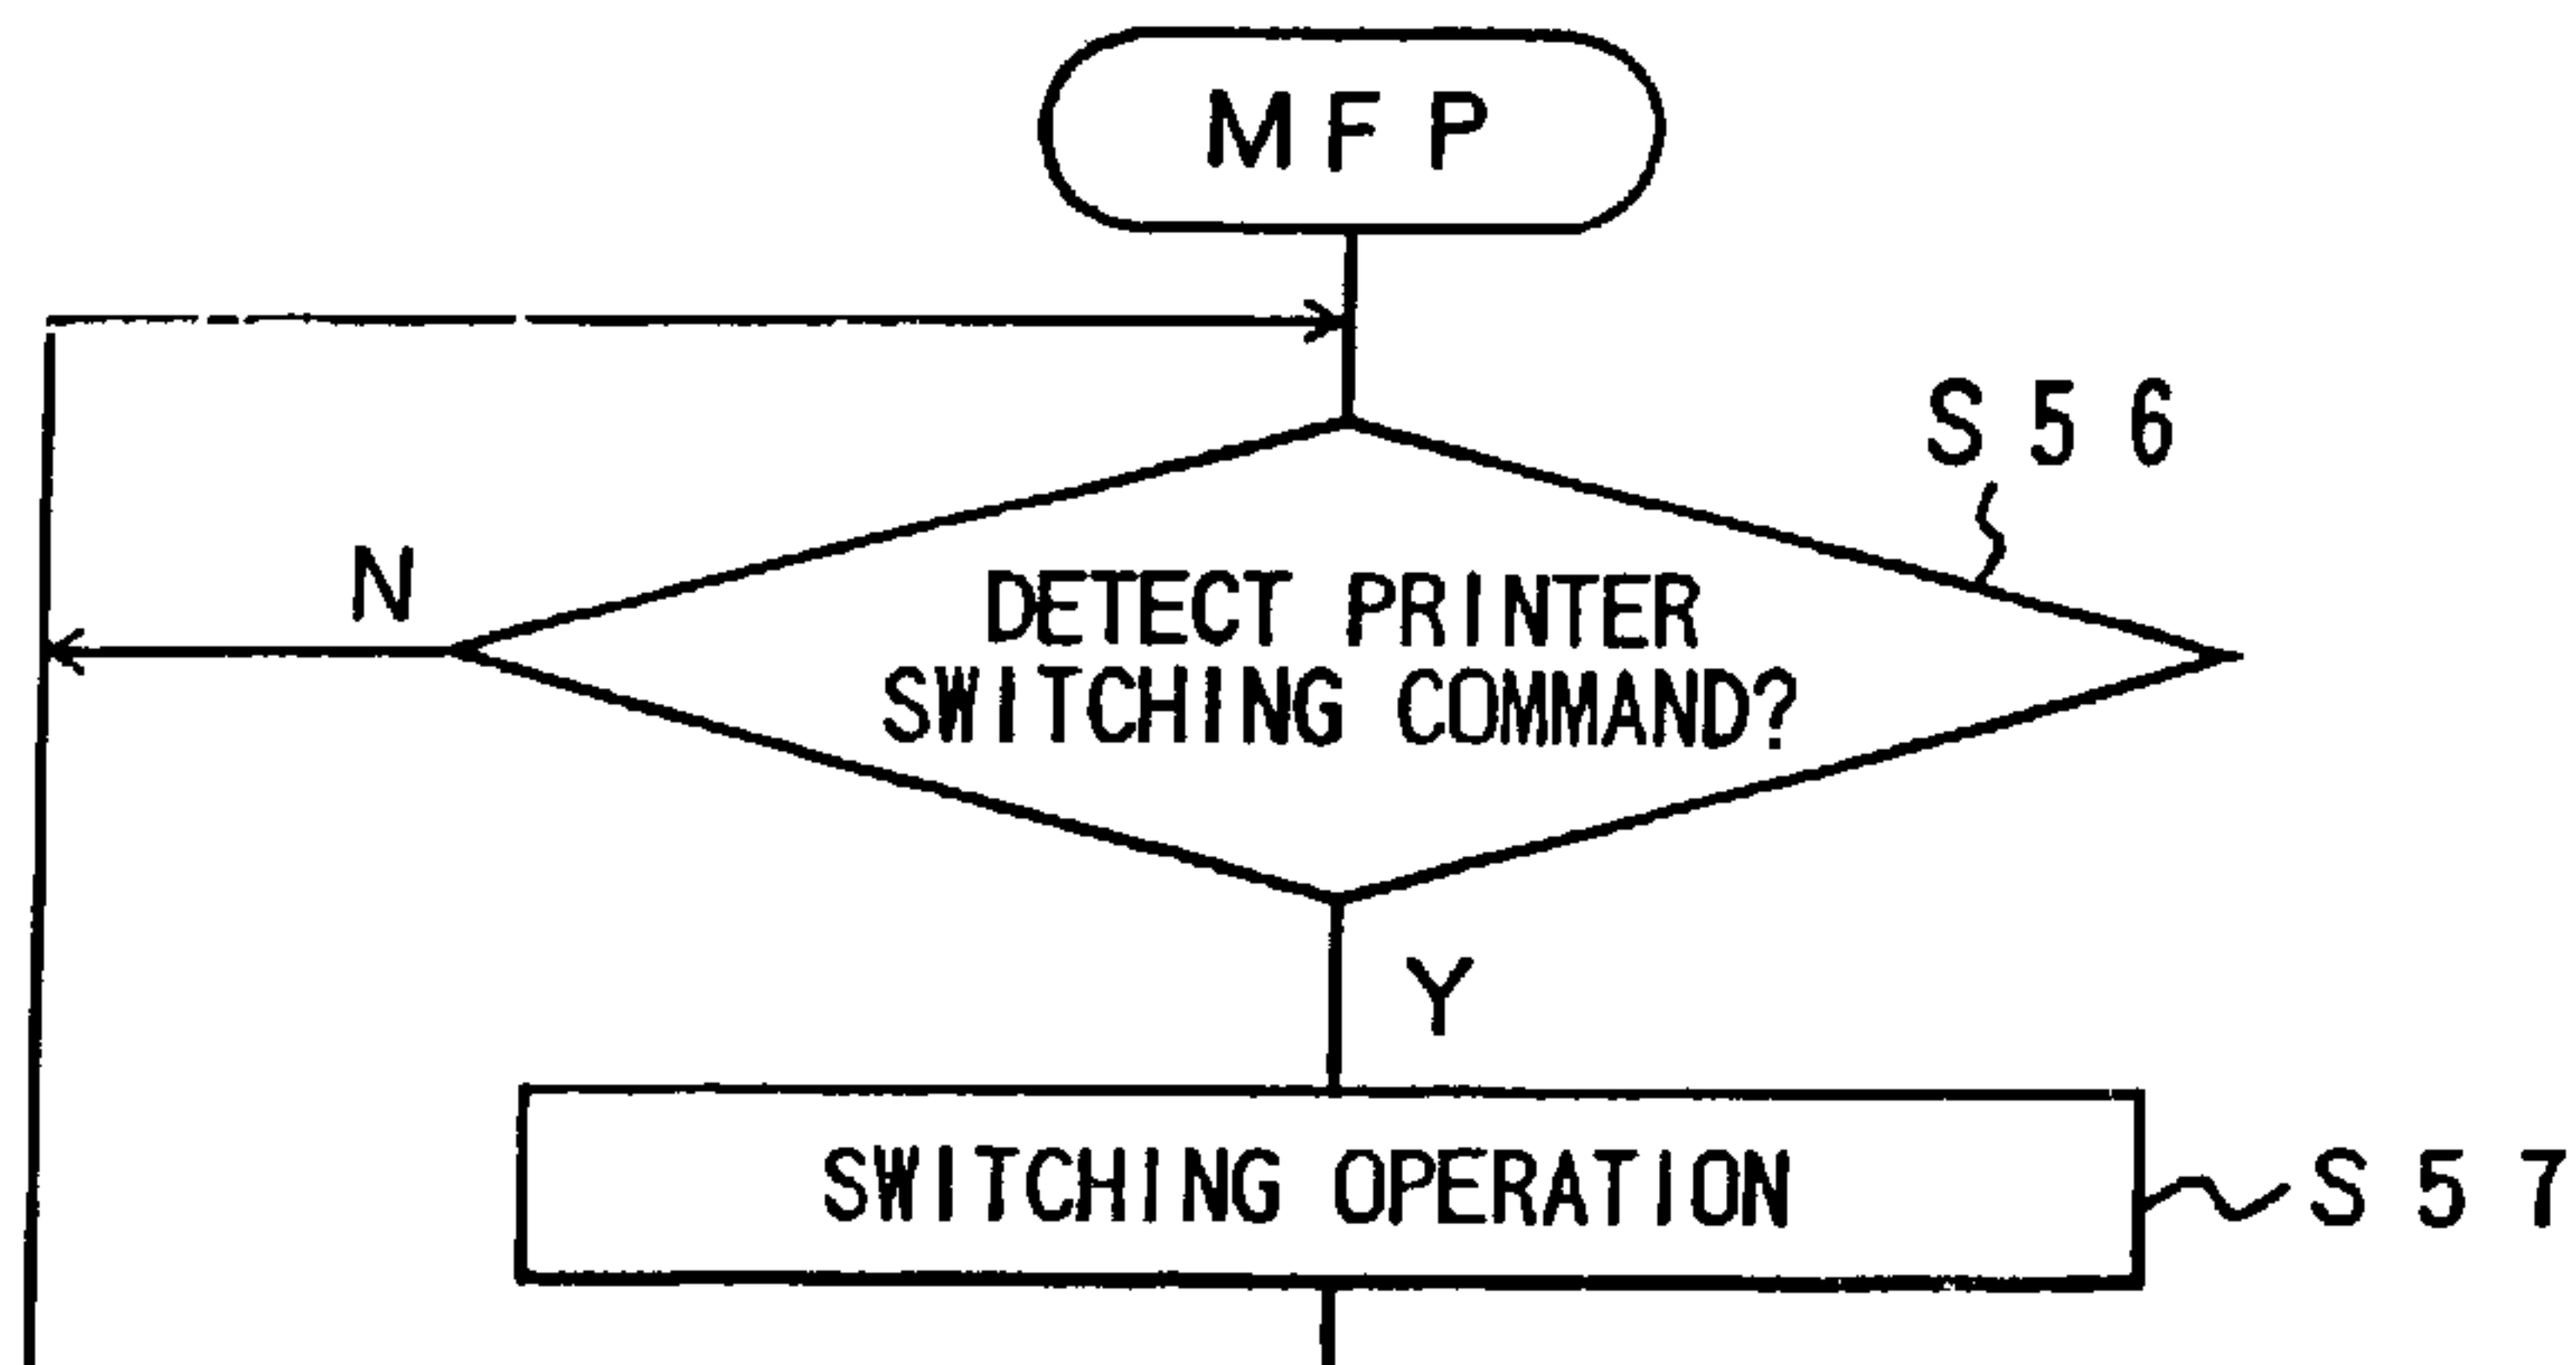 MFP
S56
N
DETECT PRINTER
SWITCHING COMMAND?
Y
SWITCHING OPERATION
S57